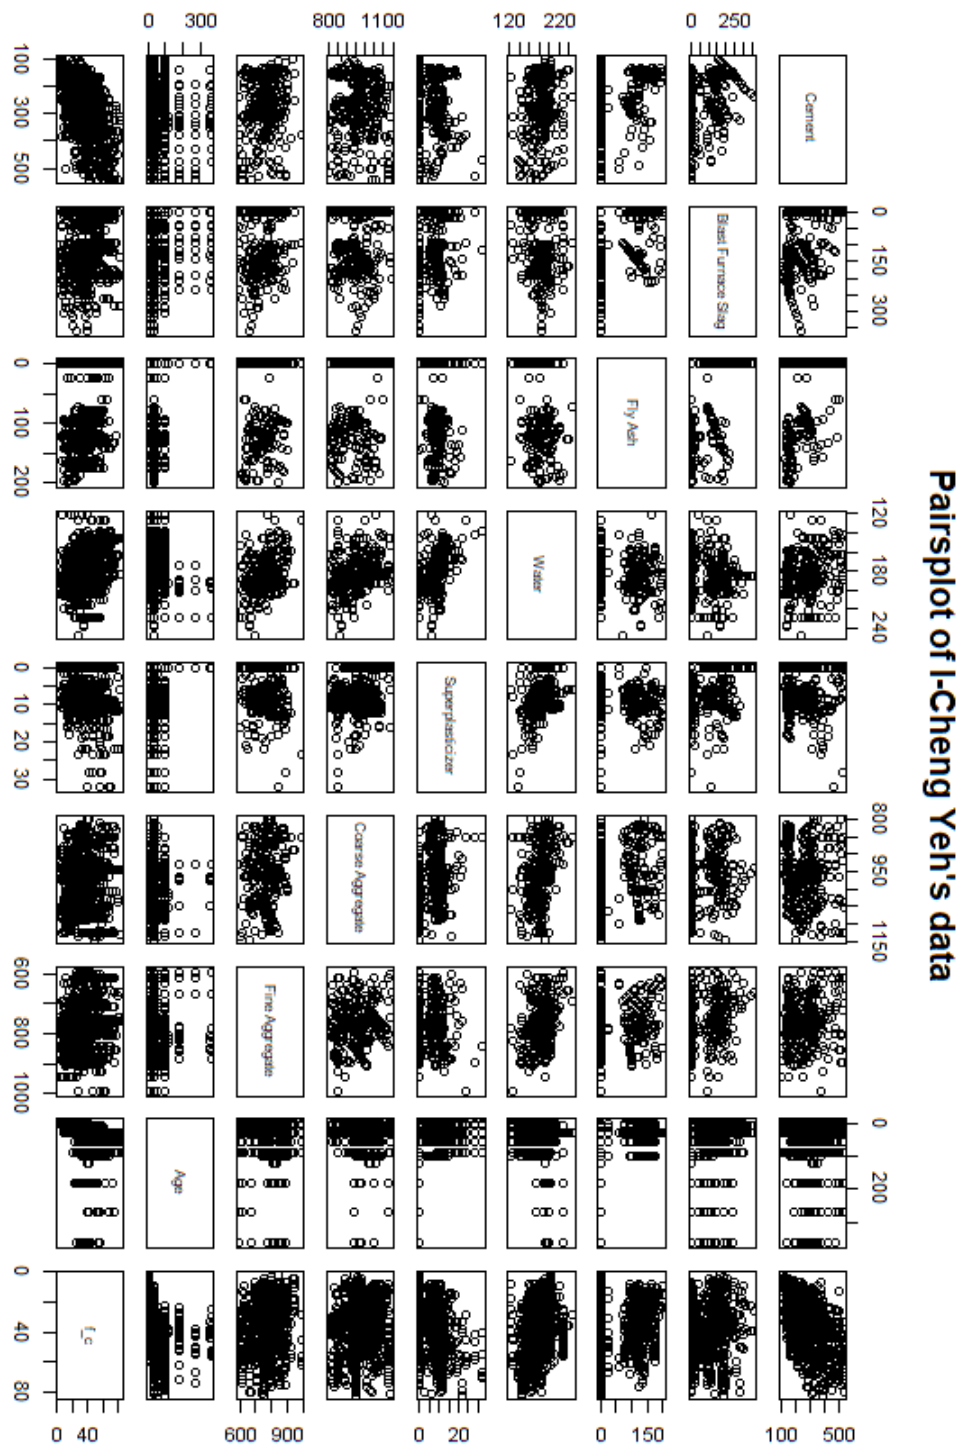 Pairsplot of I-Cheng Yeh's data
0 150 300 120 180 240 800 950 1150 0 200
Cement 100 500
0 250 Blast Furnace Slag
Fly Ash 0 150
120 220 Water
Superplasticizer 0 20
800 1100 Coarse Aggregate
Fine Aggregate 600 900
0 300 Age
f_c 0 40
100 300 500 0 100 200 0 10 20 30 600 800 1000 0 40 80